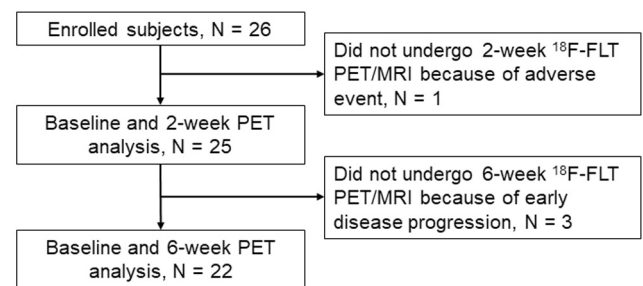 Enrolled subjects, N = 26
Did not undergo 2-week ¹⁸F-FLT
PET/MRI because of adverse
event, N = 1
Baseline and 2-week PET
analysis, N = 25
Did not undergo 6-week ¹⁸F-FLT
PET/MRI because of early
disease progression, N = 3
Baseline and 6-week PET
analysis, N = 22